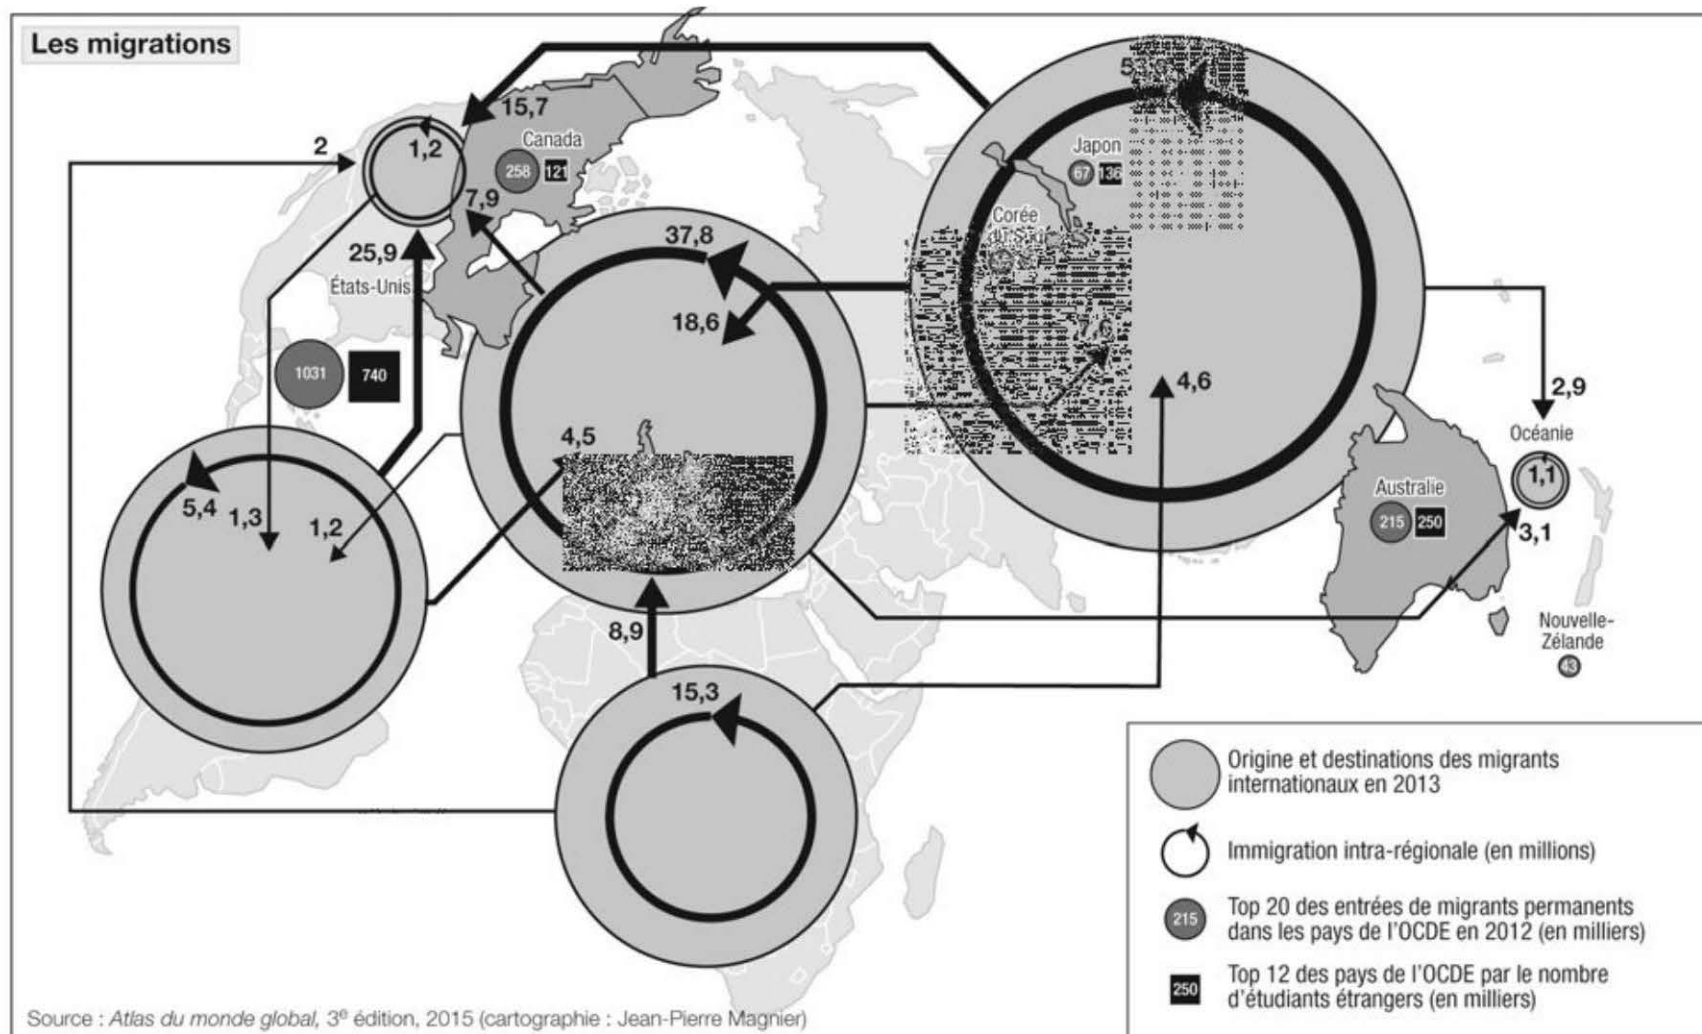 Les migrations
15,7
Canada
258
121
2
1,2
7,9
25,9
États-Unis
1031
740
37,8
18,6
4,5
5,4
1,3
1,2
8,9
15,3
Japon
67
136
Corée
du Sud
4,6
2,9
Océanie
1,1
Australie
215
250
3,1
Nouvelle-
Zélande
Origine et destinations des migrants
internationaux en 2013
Immigration intra-régionale (en millions)
215
Top 20 des entrées de migrants permanents
dans les pays de l'OCDE en 2012 (en milliers)
250
Top 12 des pays de l'OCDE par le nombre
d'étudiants étrangers (en milliers)
Source : Atlas du monde global, 3e édition, 2015 (cartographie : Jean-Pierre Magnier)